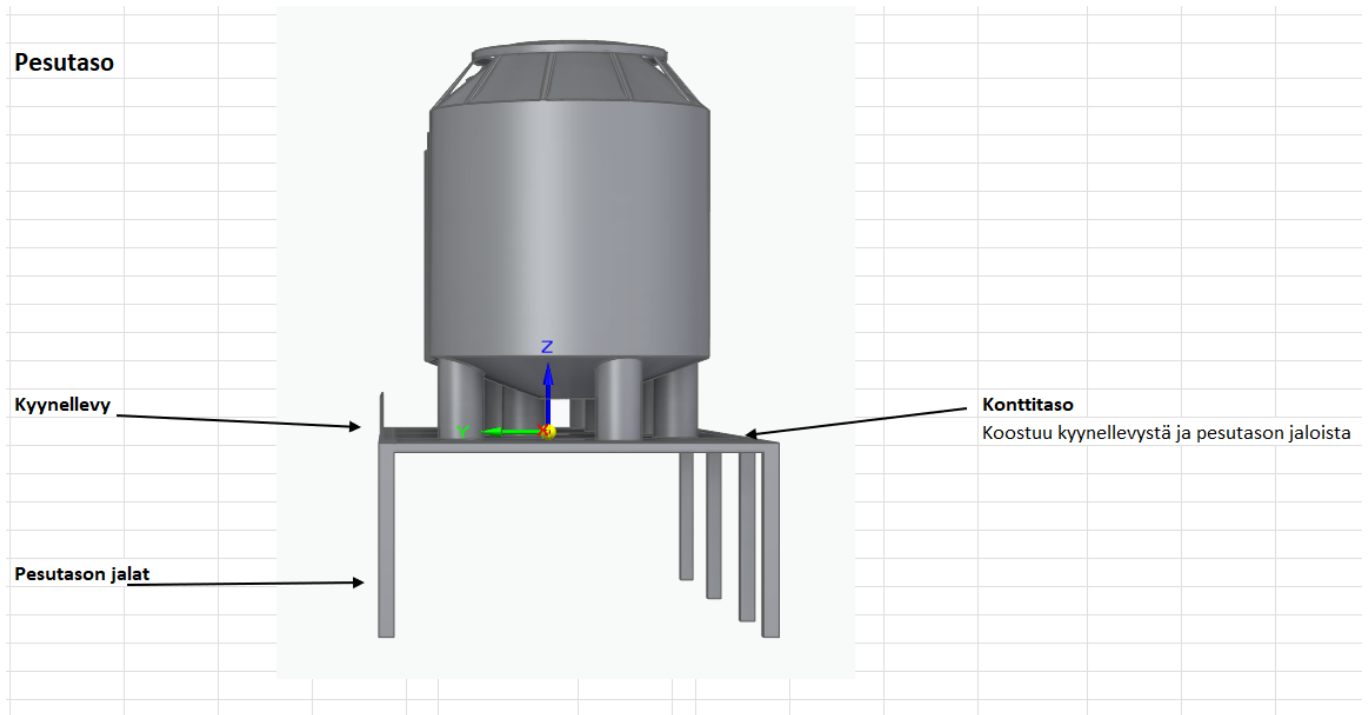 Pesutaso
Z
Kyynellevy
Konttitaso
Y
X
Koostuu kyynellevystä ja pesutason jaloista
Pesutason jalat